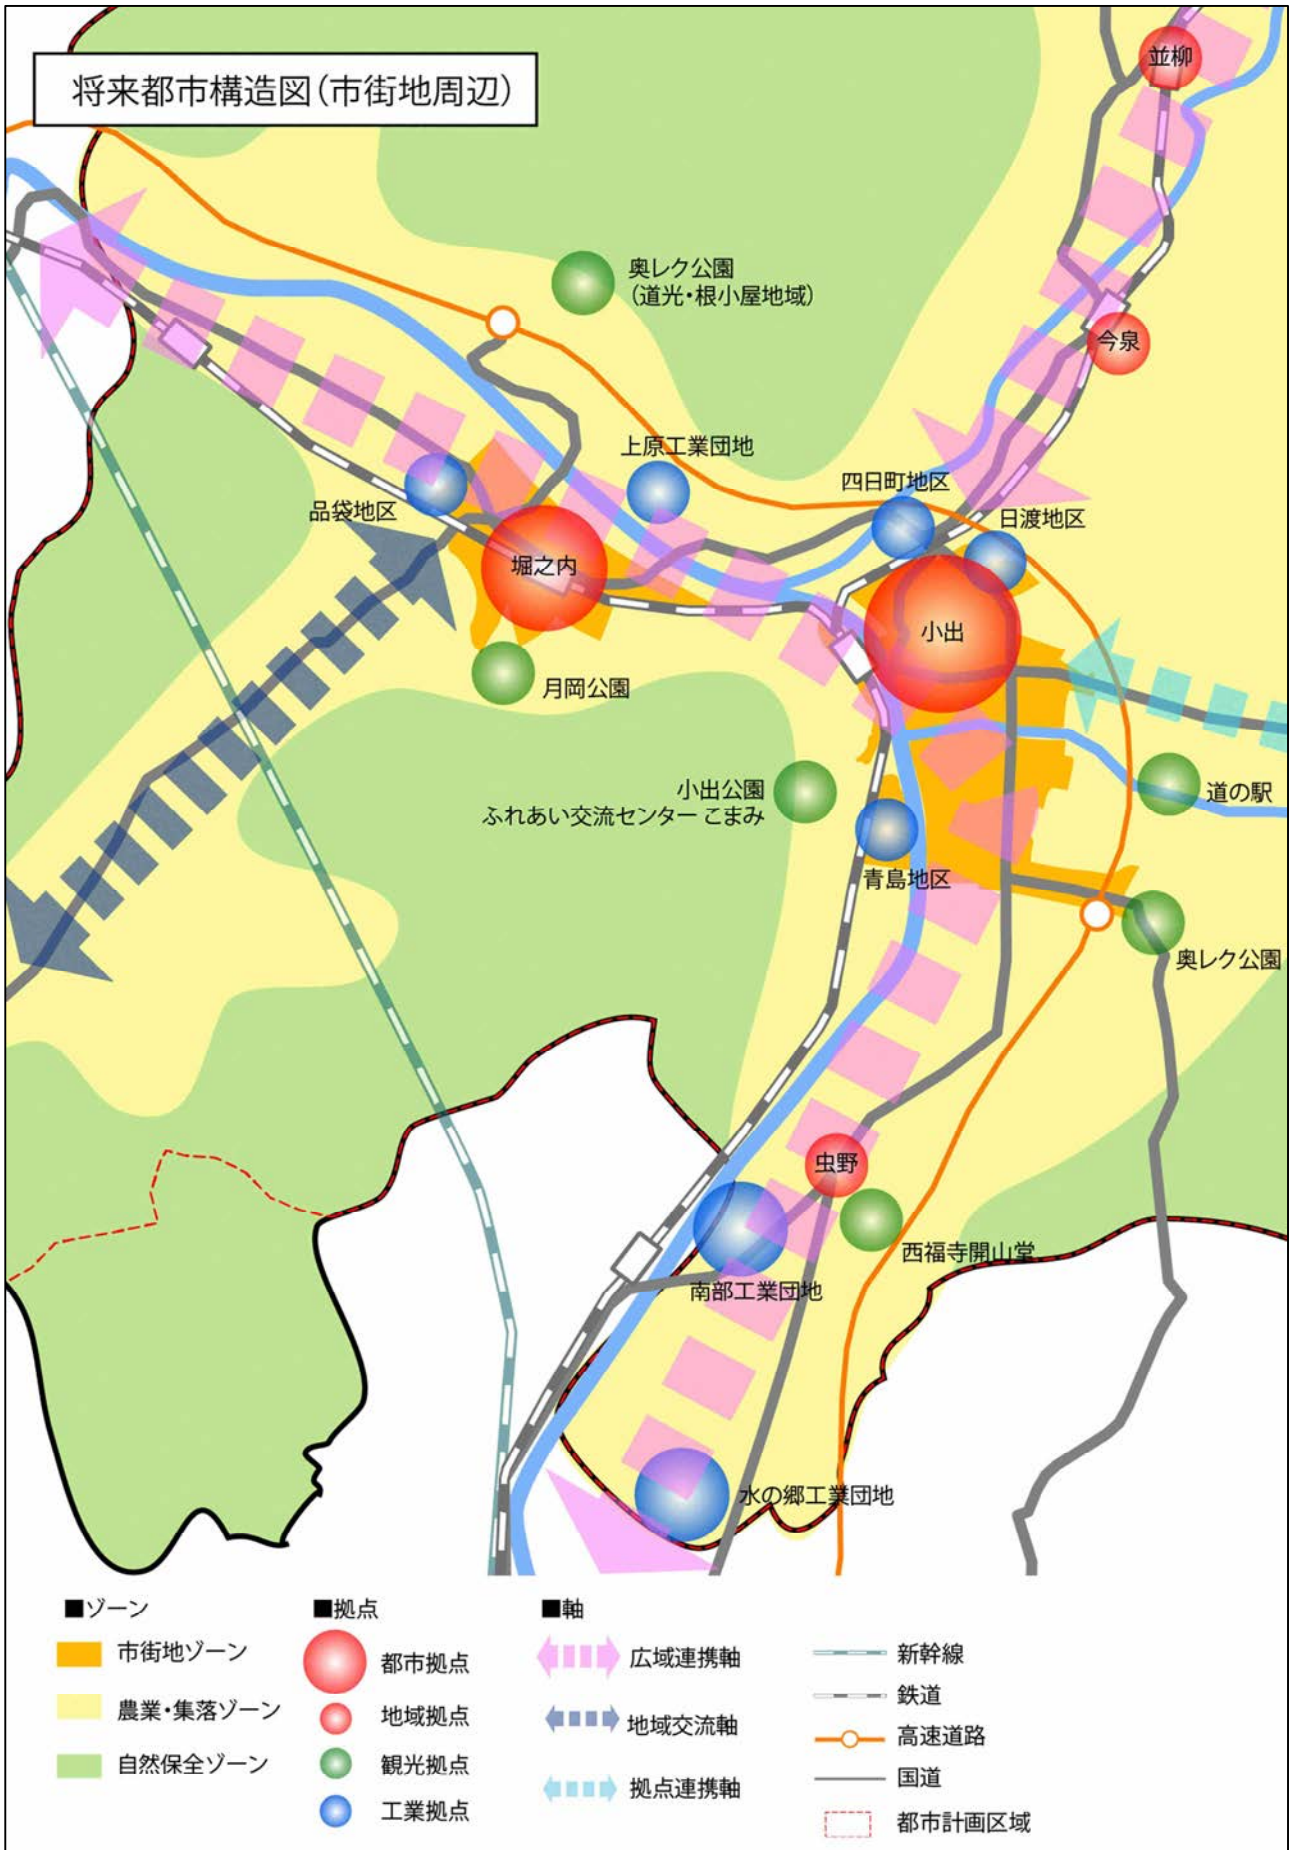 将来都市構造図(市街地周辺)
並柳
奥レク公園
(道光・根小屋地域)
今泉
上原工業団地
四日町地区
品袋地区
日渡地区
堀之内
小出
月岡公園
小出公園
ふれあい交流センター こまみ
道の駅
青島地区
奥レク公園
虫野
西福寺開山堂
南部工業団地
水の郷工業団地
■ゾーン
市街地ゾーン
農業・集落ゾーン
自然保全ゾーン
■拠点
都市拠点
地域拠点
観光拠点
工業拠点
■軸
広域連携軸
地域交流軸
拠点連携軸
新幹線
鉄道
高速道路
国道
都市計画区域